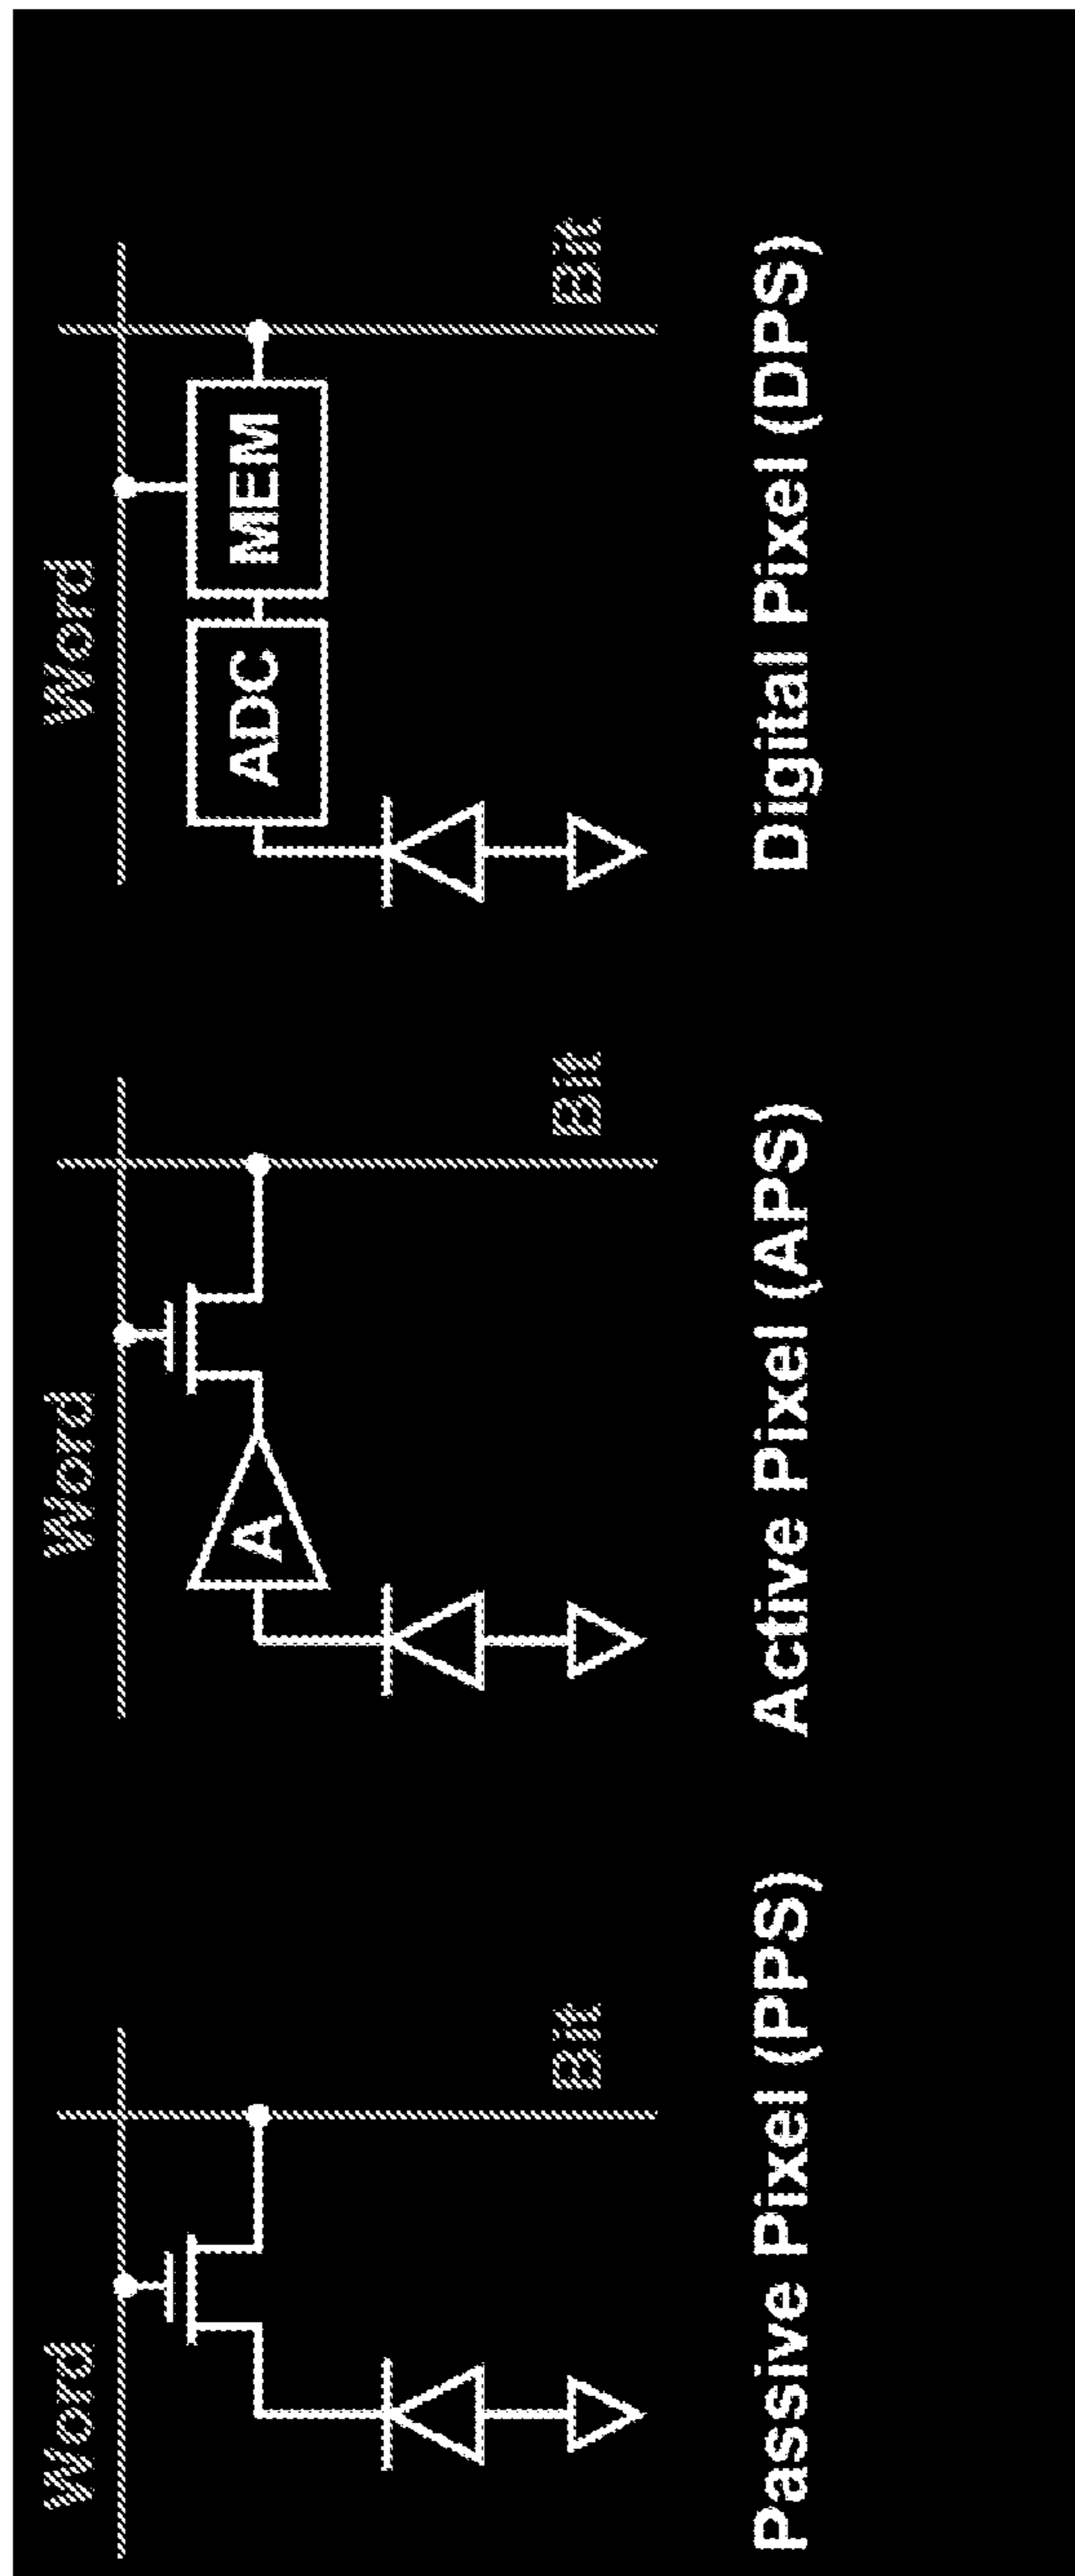 Word
Bit
Passive Pixel (PPS)
Word
A
Bit
Active Pixel (APS)
Word
ADC
MEM
Bit
Digital Pixel (DPS)